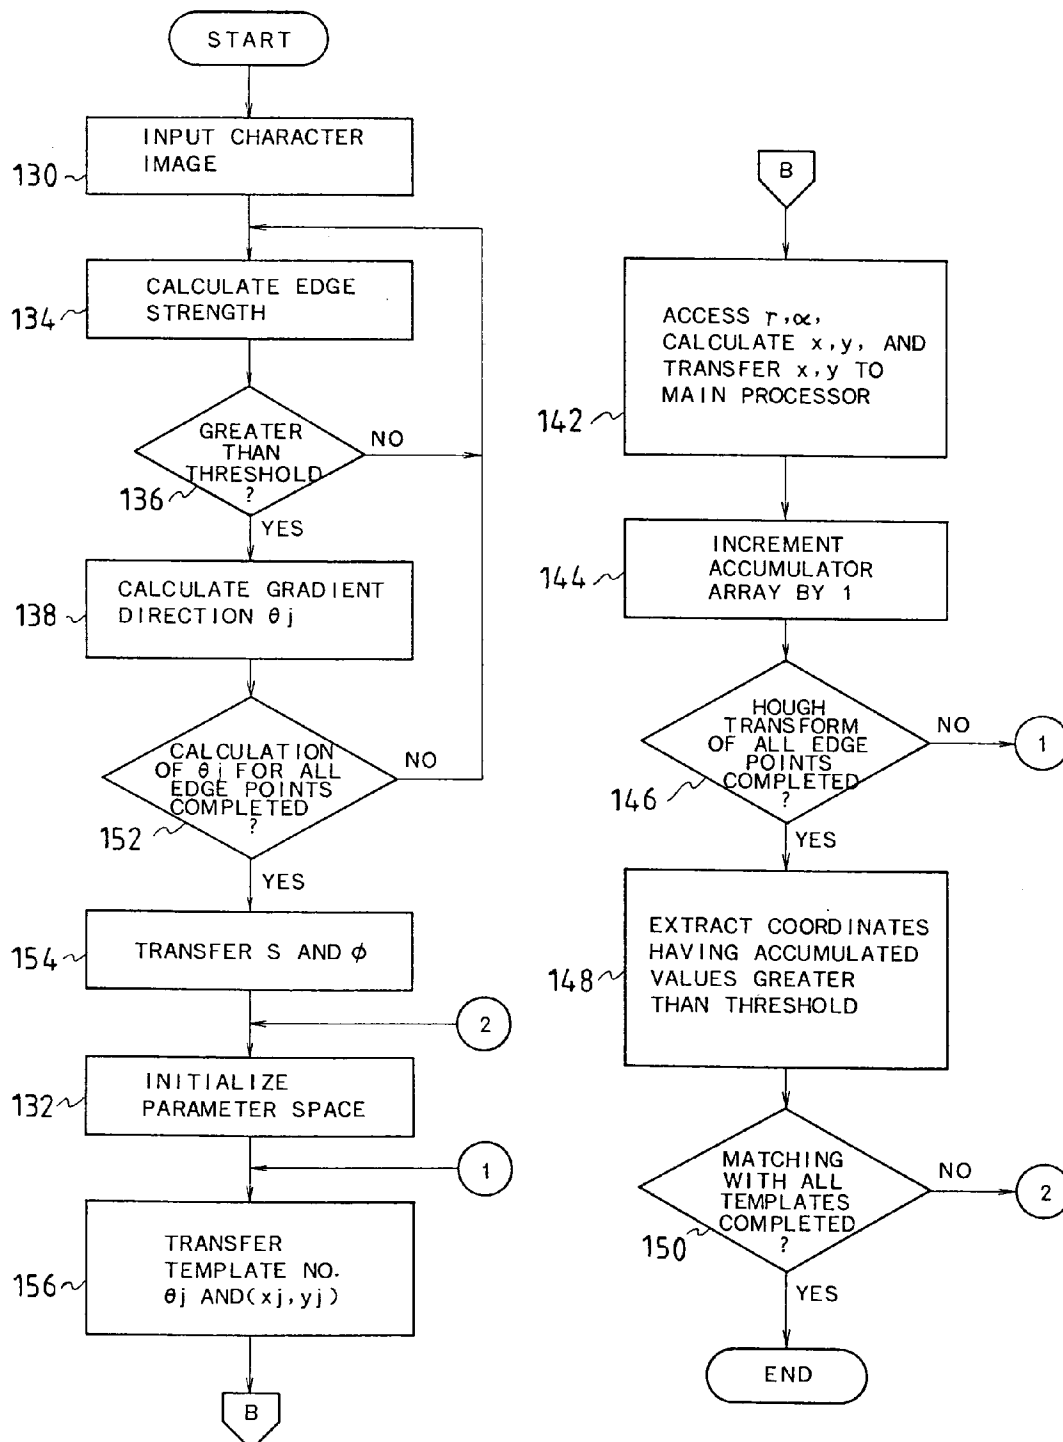 START
INPUT CHARACTER
IMAGE
130
CALCULATE EDGE
STRENGTH
134
GREATER
THAN
THRESHOLD
?
NO
136
YES
CALCULATE GRADIENT
DIRECTION θj
138
CALCULATION
OF θj FOR ALL
EDGE POINTS
COMPLETED
?
NO
152
YES
TRANSFER S AND ϕ
154
2
INITIALIZE
PARAMETER SPACE
132
1
TRANSFER
TEMPLATE NO.
θj AND(xj,yj)
156
B
B
ACCESS r,α,
CALCULATE x,y, AND
TRANSFER x,y TO
MAIN PROCESSOR
142
INCREMENT
ACCUMULATOR
ARRAY BY 1
144
HOUGH
TRANSFORM
OF ALL EDGE
POINTS
COMPLETED
?
NO
1
146
YES
EXTRACT COORDINATES
HAVING ACCUMULATED
VALUES GREATER
THAN THRESHOLD
148
MATCHING
WITH ALL
TEMPLATES
COMPLETED
?
NO
2
150
YES
END